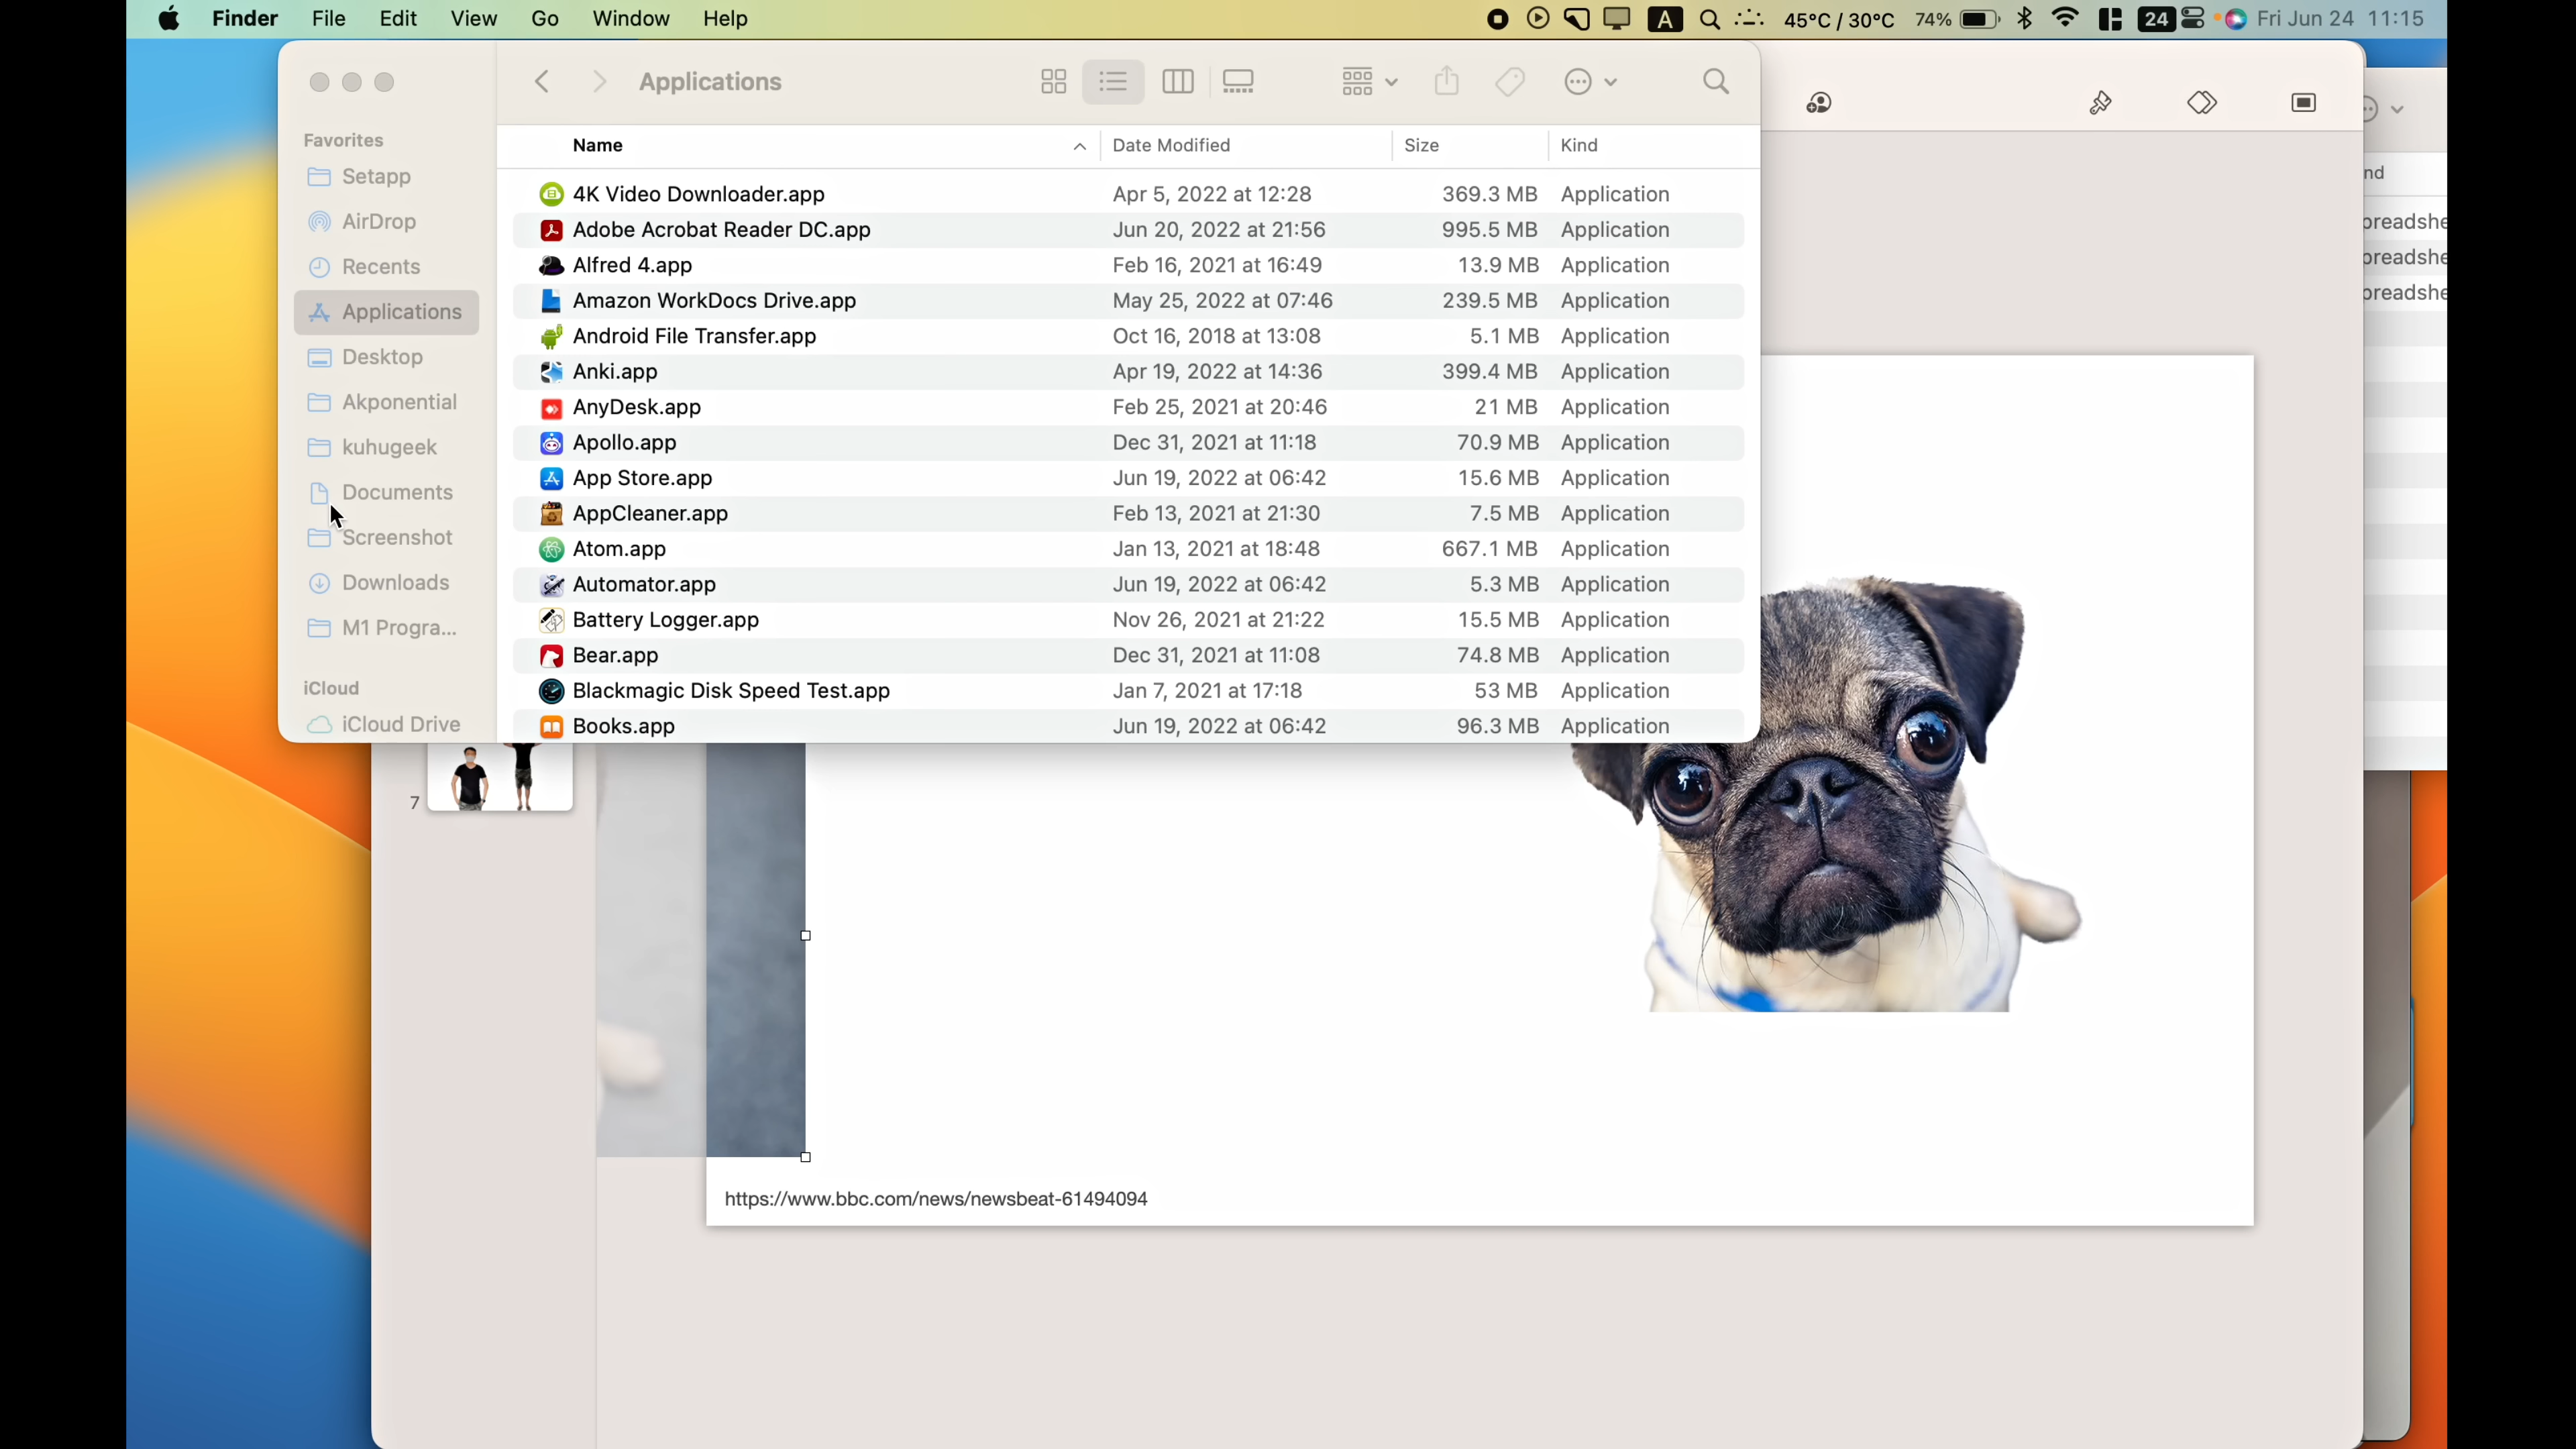 Finder File Edit View Go Window Help A 45°C / 30°C 74% 24 Fri Jun 24 11:15
Applications
Favorites
Setapp
AirDrop
Recents
Applications
Desktop
Akponential
kuhugeek
Documents
Screenshot
Downloads
M1 Progra...
iCloud
iCloud Drive
Name Date Modified Size Kind
4K Video Downloader.app Apr 5, 2022 at 12:28 369.3 MB Application
Adobe Acrobat Reader DC.app Jun 20, 2022 at 21:56 995.5 MB Application
Alfred 4.app Feb 16, 2021 at 16:49 13.9 MB Application
Amazon WorkDocs Drive.app May 25, 2022 at 07:46 239.5 MB Application
Android File Transfer.app Oct 16, 2018 at 13:08 5.1 MB Application
Anki.app Apr 19, 2022 at 14:36 399.4 MB Application
AnyDesk.app Feb 25, 2021 at 20:46 21 MB Application
Apollo.app Dec 31, 2021 at 11:18 70.9 MB Application
App Store.app Jun 19, 2022 at 06:42 15.6 MB Application
AppCleaner.app Feb 13, 2021 at 21:30 7.5 MB Application
Atom.app Jan 13, 2021 at 18:48 667.1 MB Application
Automator.app Jun 19, 2022 at 06:42 5.3 MB Application
Battery Logger.app Nov 26, 2021 at 21:22 15.5 MB Application
Bear.app Dec 31, 2021 at 11:08 74.8 MB Application
Blackmagic Disk Speed Test.app Jan 7, 2021 at 17:18 53 MB Application
Books.app Jun 19, 2022 at 06:42 96.3 MB Application
nd
preadshe
preadshe
preadshe
7
https://www.bbc.com/news/newsbeat-61494094